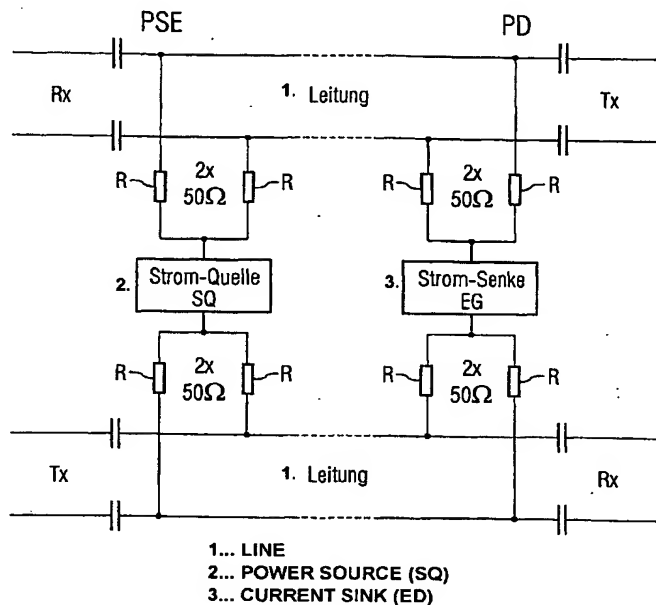 PSE PD
Rx 1. Leitung Tx
R 2x R R 2x R
50Ω 50Ω
2. Strom-Quelle 3. Strom-Senke
SQ EG
R 2x R R 2x R
50Ω 50Ω
Tx 1. Leitung Rx
1... LINE
2... POWER SOURCE (SQ)
3... CURRENT SINK (ED)